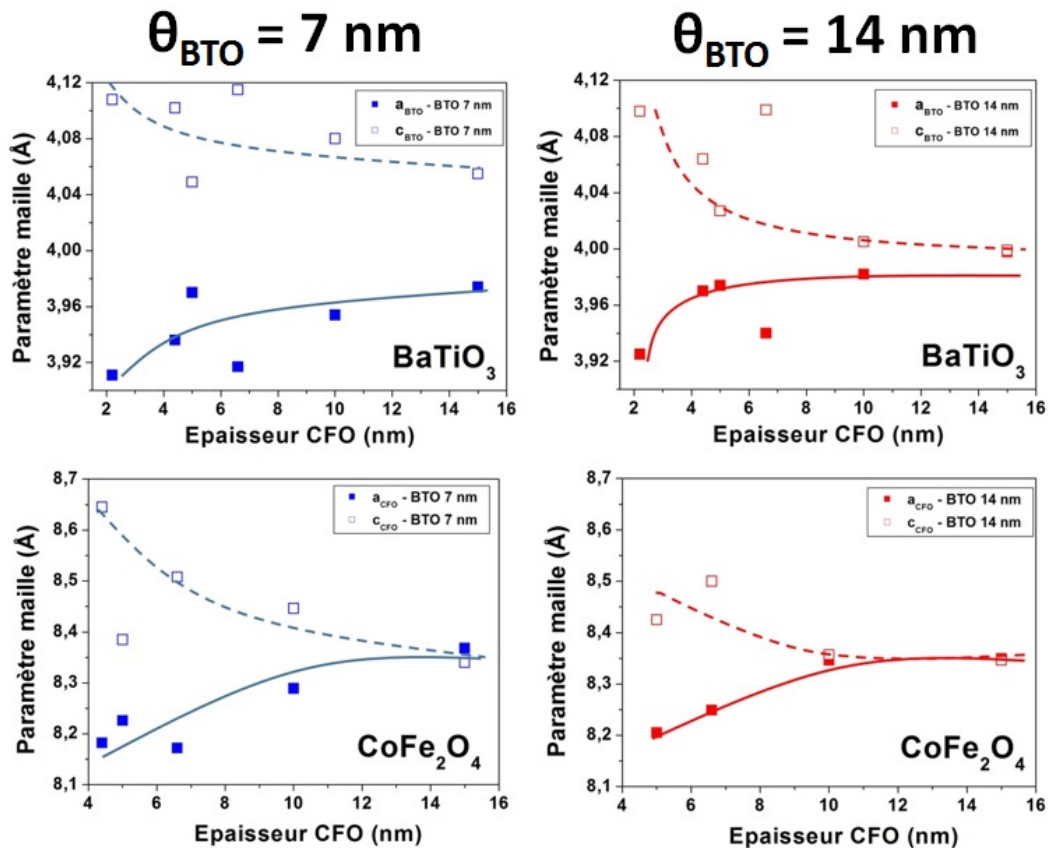 θBTO = 7 nm
θBTO = 14 nm
4,12
4,08
4,04
4,00
3,96
3,92
Paramètre maille (Å)
aBTO - BTO 7 nm
cBTO - BTO 7 nm
BaTiO3
2 4 6 8 10 12 14 16
Epaisseur CFO (nm)
4,12
4,08
4,04
4,00
3,96
3,92
Paramètre maille (Å)
aBTO - BTO 14 nm
cBTO - BTO 14 nm
BaTiO3
2 4 6 8 10 12 14 16
Epaisseur CFO (nm)
8,7
8,6
8,5
8,4
8,3
8,2
8,1
Paramètre maille (Å)
aCFO - BTO 7 nm
cCFO - BTO 7 nm
CoFe2O4
4 6 8 10 12 14 16
Epaisseur CFO (nm)
8,7
8,6
8,5
8,4
8,3
8,2
8,1
Paramètre maille (Å)
aCFO - BTO 14 nm
cCFO - BTO 14 nm
CoFe2O4
4 6 8 10 12 14 16
Epaisseur CFO (nm)